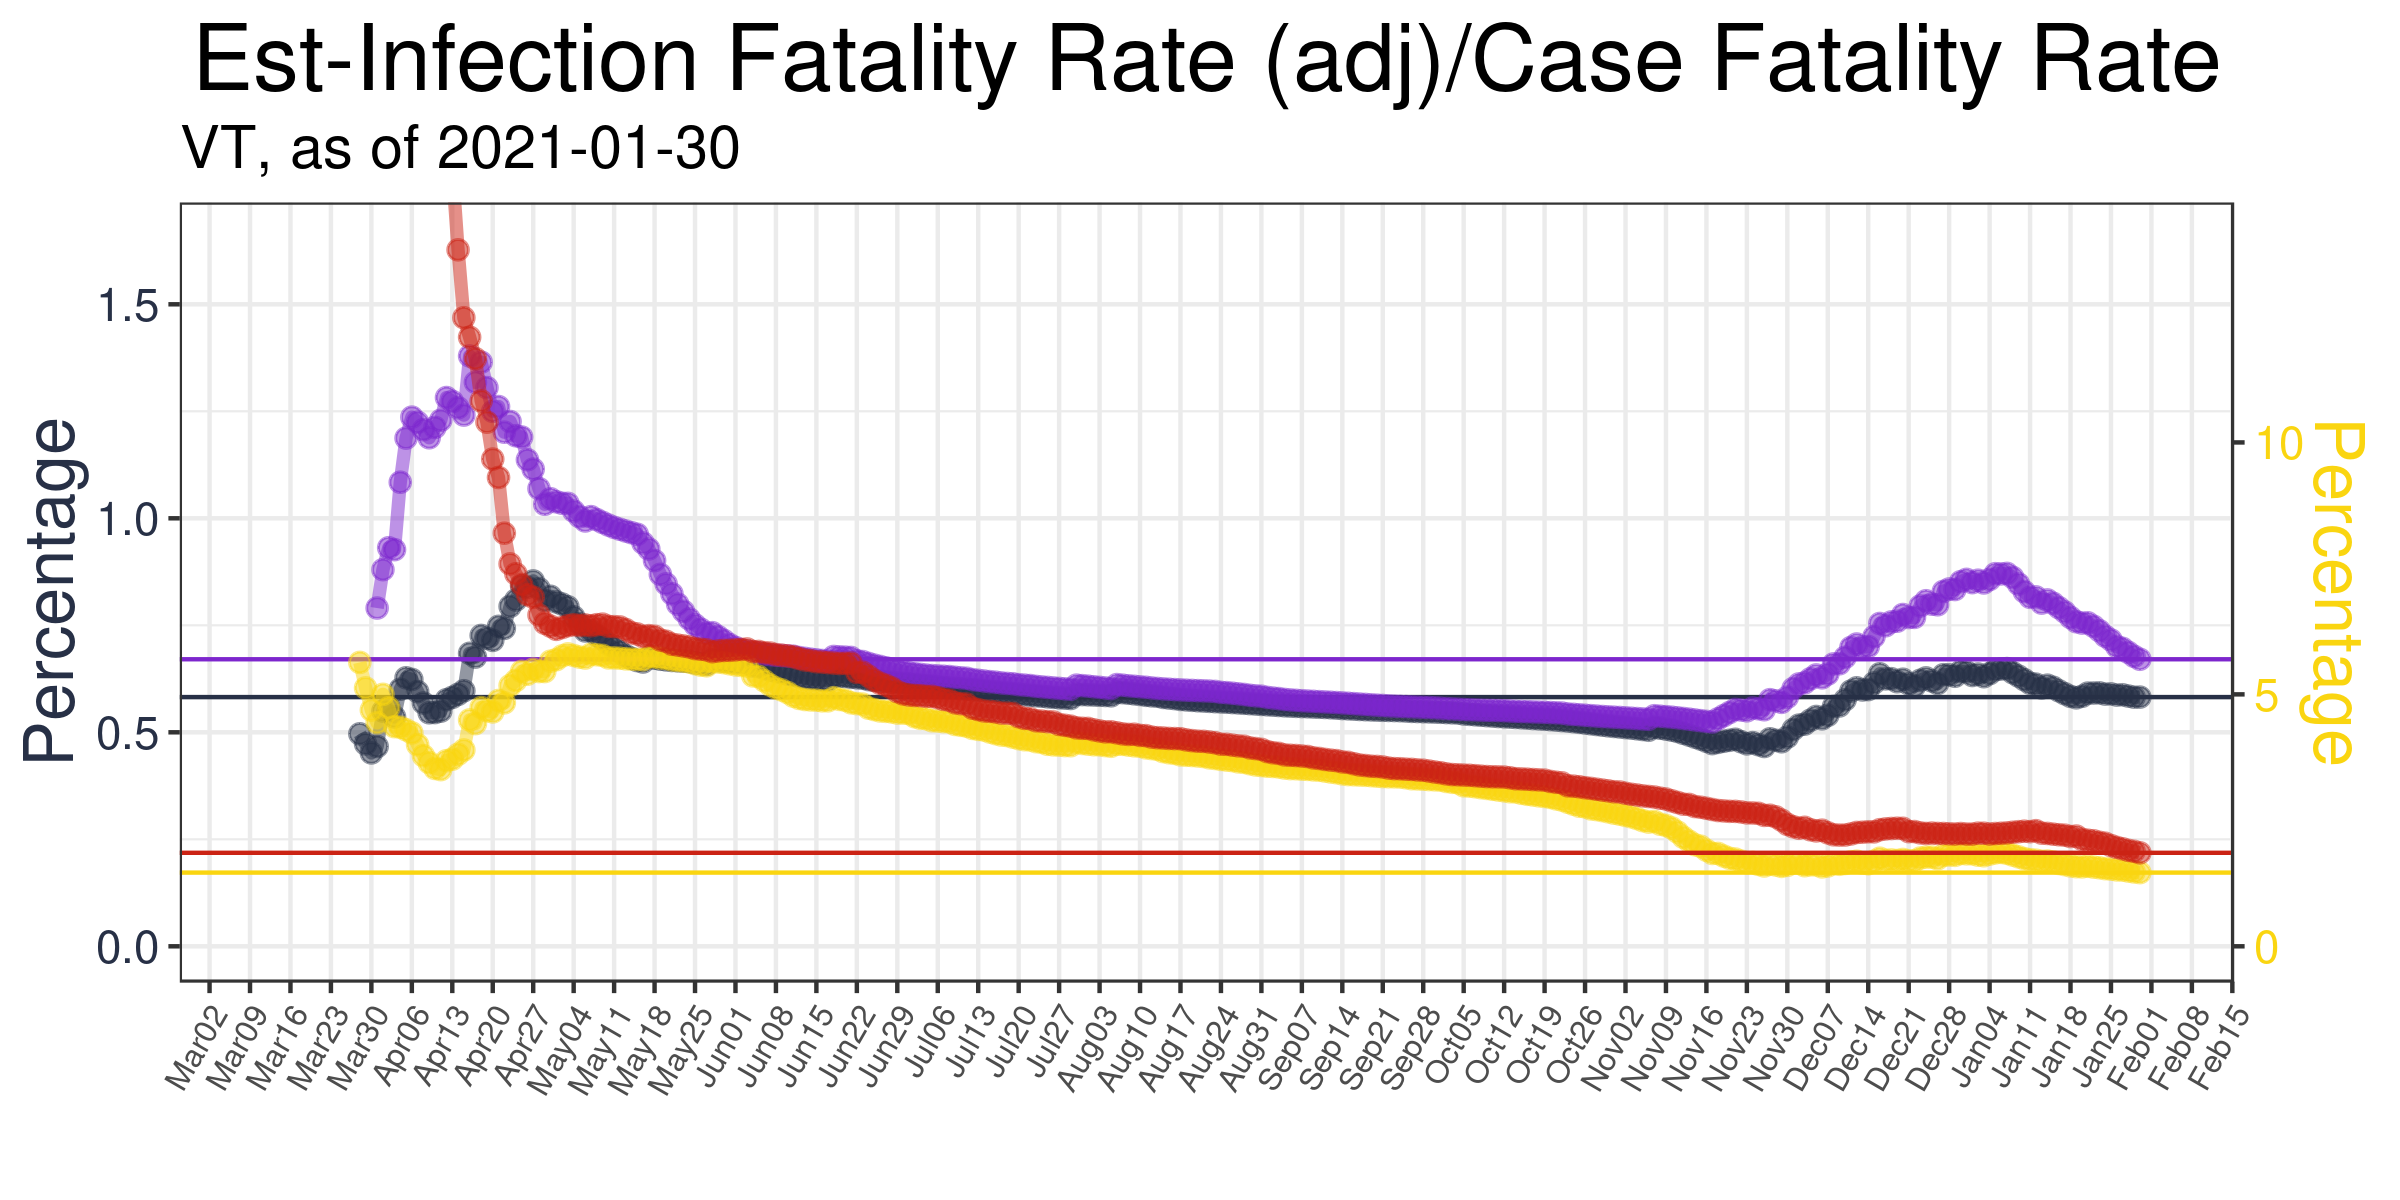 Est-Infection Fatality Rate (adj)/Case Fatality Rate
VT, as of 2021-01-30
Percentage
1.5
1.0
0.5
0.0
Percentage
10
5
0
Mar02
Mar09
Mar16
Mar23
Mar30
Apr06
Apr13
Apr20
Apr27
May04
May11
May18
May25
Jun01
Jun08
Jun15
Jun22
Jun29
Jul06
Jul13
Jul20
Jul27
Aug03
Aug10
Aug17
Aug24
Aug31
Sep07
Sep14
Sep21
Sep28
Oct05
Oct12
Oct19
Oct26
Nov02
Nov09
Nov16
Nov23
Nov30
Dec07
Dec14
Dec21
Dec28
Jan04
Jan11
Jan18
Jan25
Feb01
Feb08
Feb15